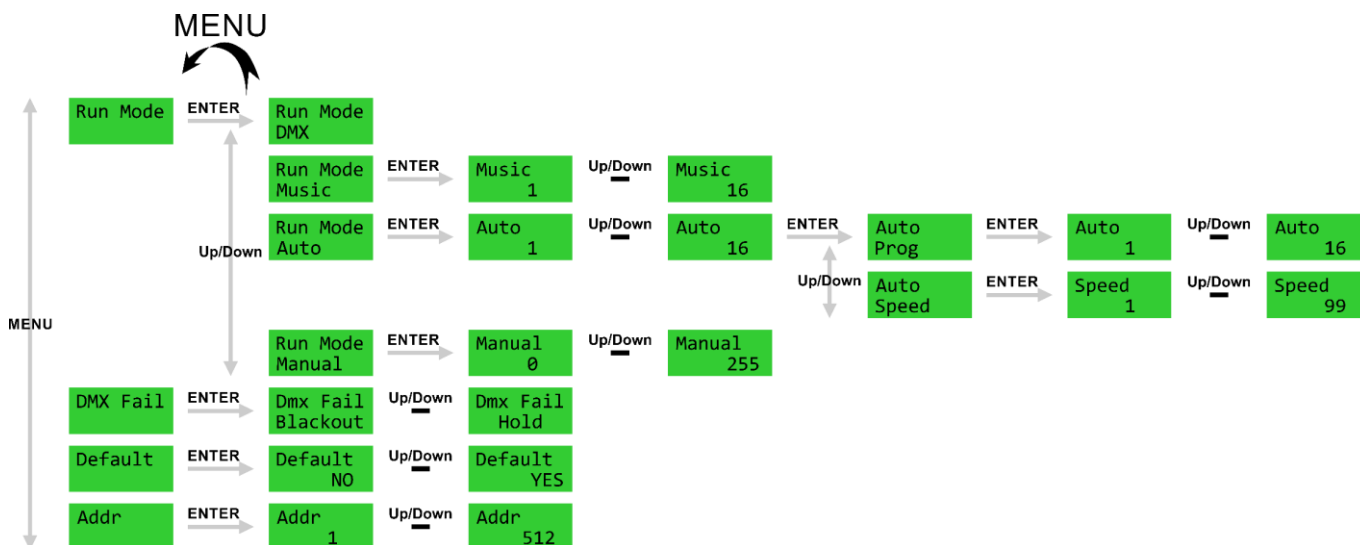 MENU
Run Mode ENTER Run Mode
DMX
Run Mode ENTER Music Up/Down Music
Music 1 16
Run Mode ENTER Auto Up/Down Auto ENTER Auto ENTER Auto Up/Down Auto
Auto 1 16 Prog 1 16
Up/Down
Up/Down Auto ENTER Speed Up/Down Speed
Speed 1 99
MENU
Run Mode ENTER Manual Up/Down Manual
Manual 0 255
DMX Fail ENTER Dmx Fail Up/Down Dmx Fail
Blackout Hold
Default ENTER Default Up/Down Default
NO YES
Addr ENTER Addr Up/Down Addr
1 512